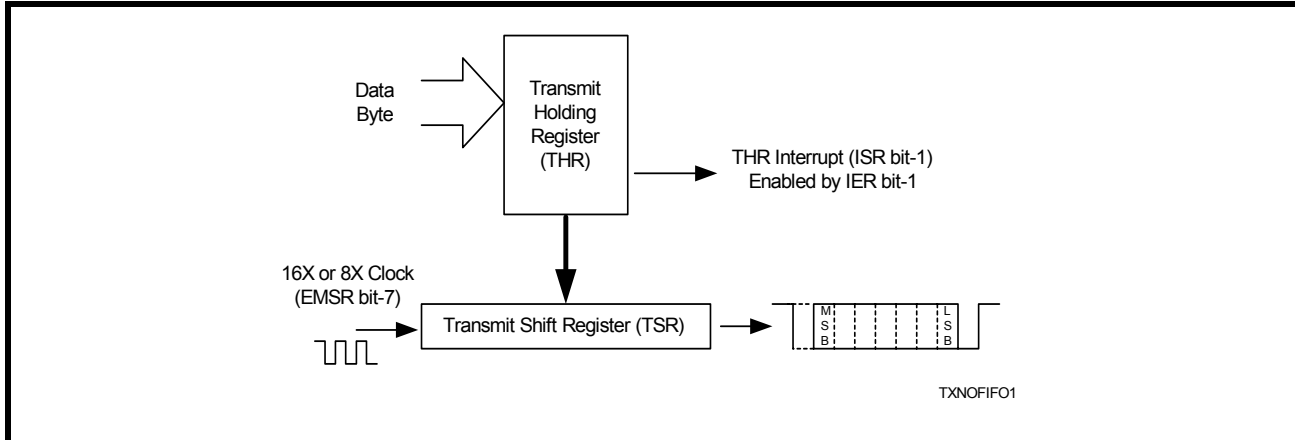 Data
Byte
Transmit
Holding
Register
(THR)
THR Interrupt (ISR bit-1)
Enabled by IER bit-1
16X or 8X Clock
(EMSR bit-7)
Transmit Shift Register (TSR)
M
S
B
L
S
B
TXNOFIFO1